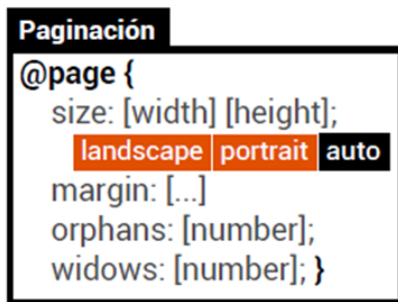 Paginación
@page {
size: [width] [height];
landscape portrait auto
margin: [...]
orphans: [number];
widows: [number]; }